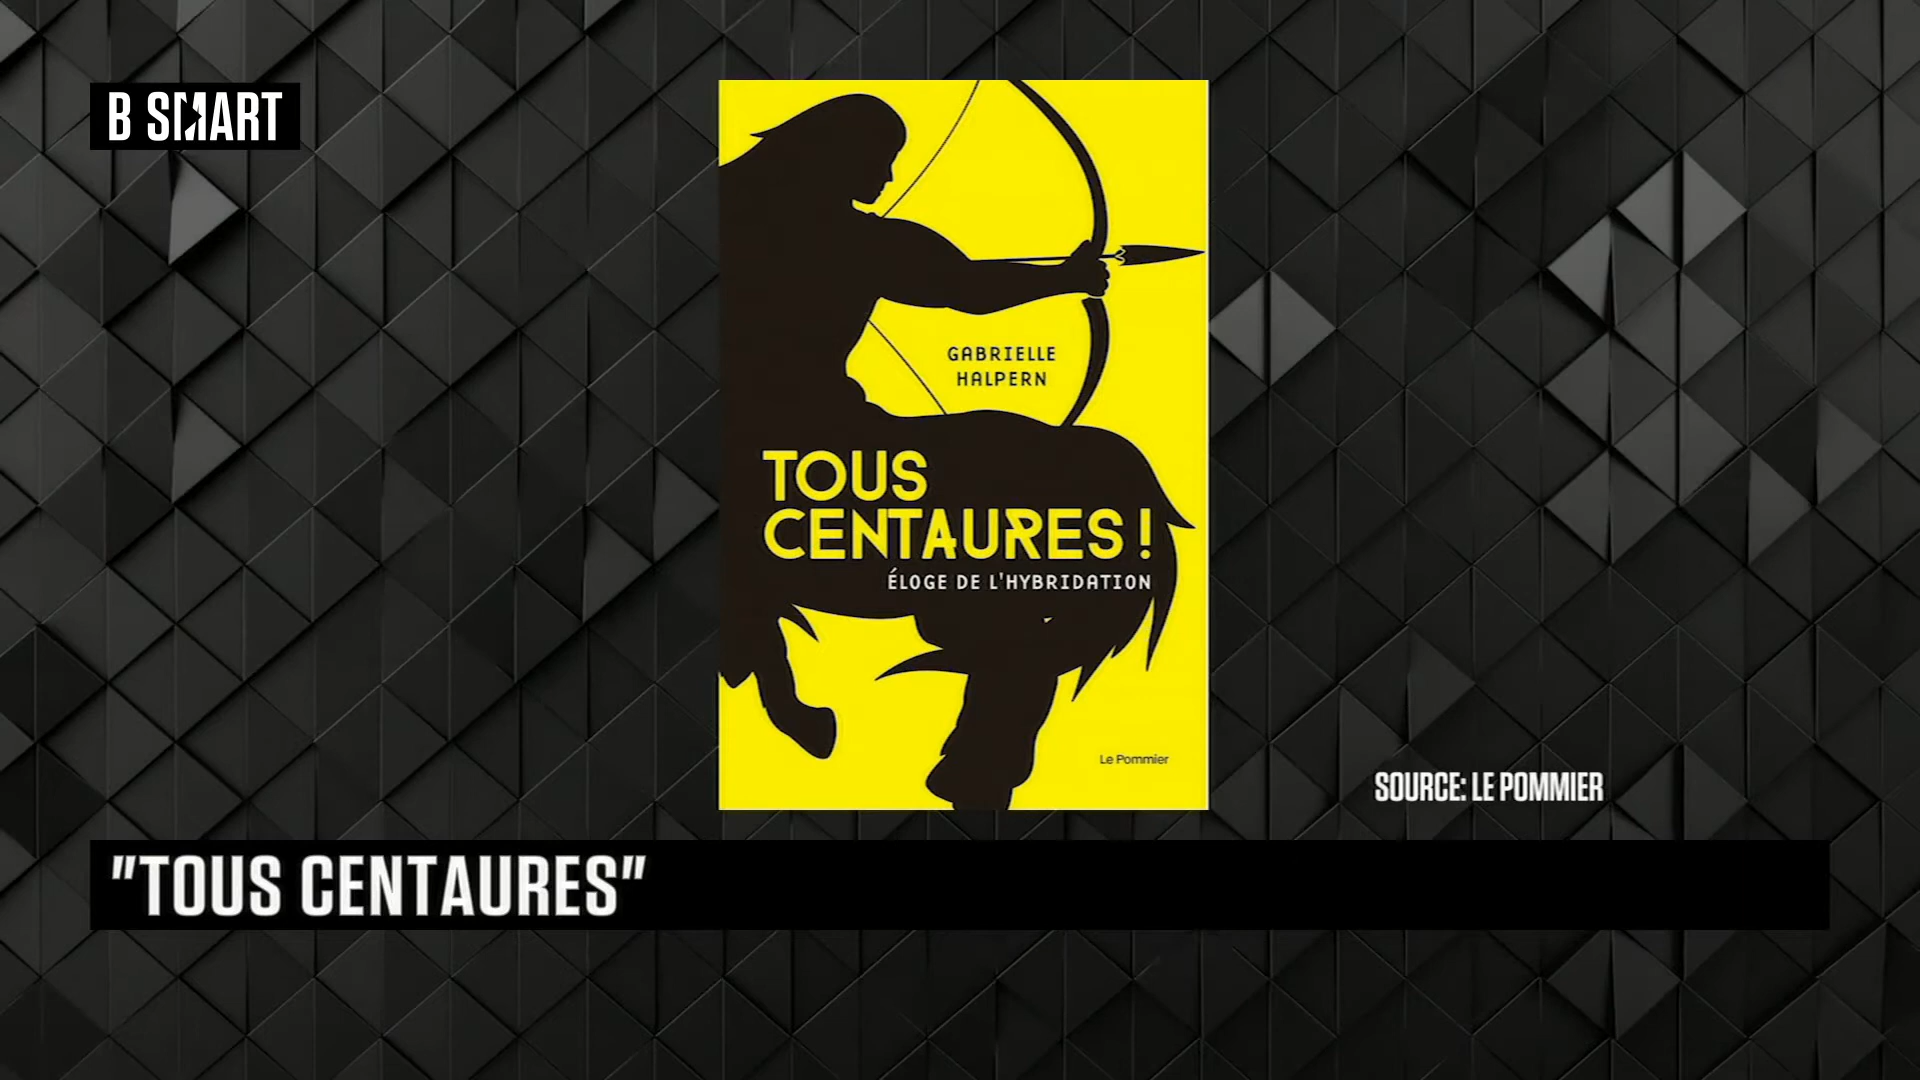 B SMART
GABRIELLE
HALPERN
TOUS
CENTAURES !
ÉLOGE DE L'HYBRIDATION
Le Pommier
SOURCE: LE POMMIER
"TOUS CENTAURES"